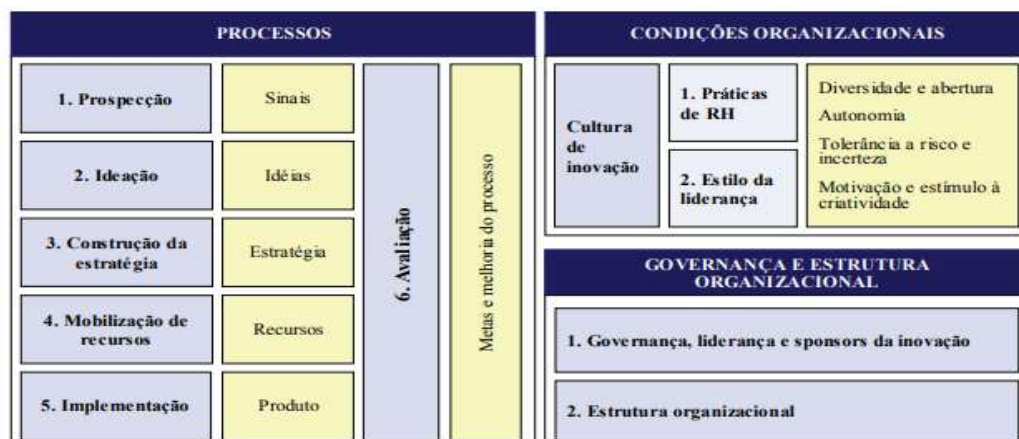 PROCESSOS
1. Prospecção
Sinais
2. Ideação
Idéias
3. Construção da
estratégia
Estratégia
4. Mobilização de
recursos
Recursos
5. Implementação
Produto
6. Avaliação
Metas e melhoria do processo
CONDIÇÕES ORGANIZACIONAIS
Cultura
de
inovação
1. Práticas
de RH
2. Estilo da
liderança
Diversidade e abertura
Autonomia
Tolerância a risco e
incerteza
Motivação e estímulo à
criatividade
GOVERNANÇA E ESTRUTURA
ORGANIZACIONAL
1. Governança, liderança e sponsors da inovação
2. Estrutura organizacional